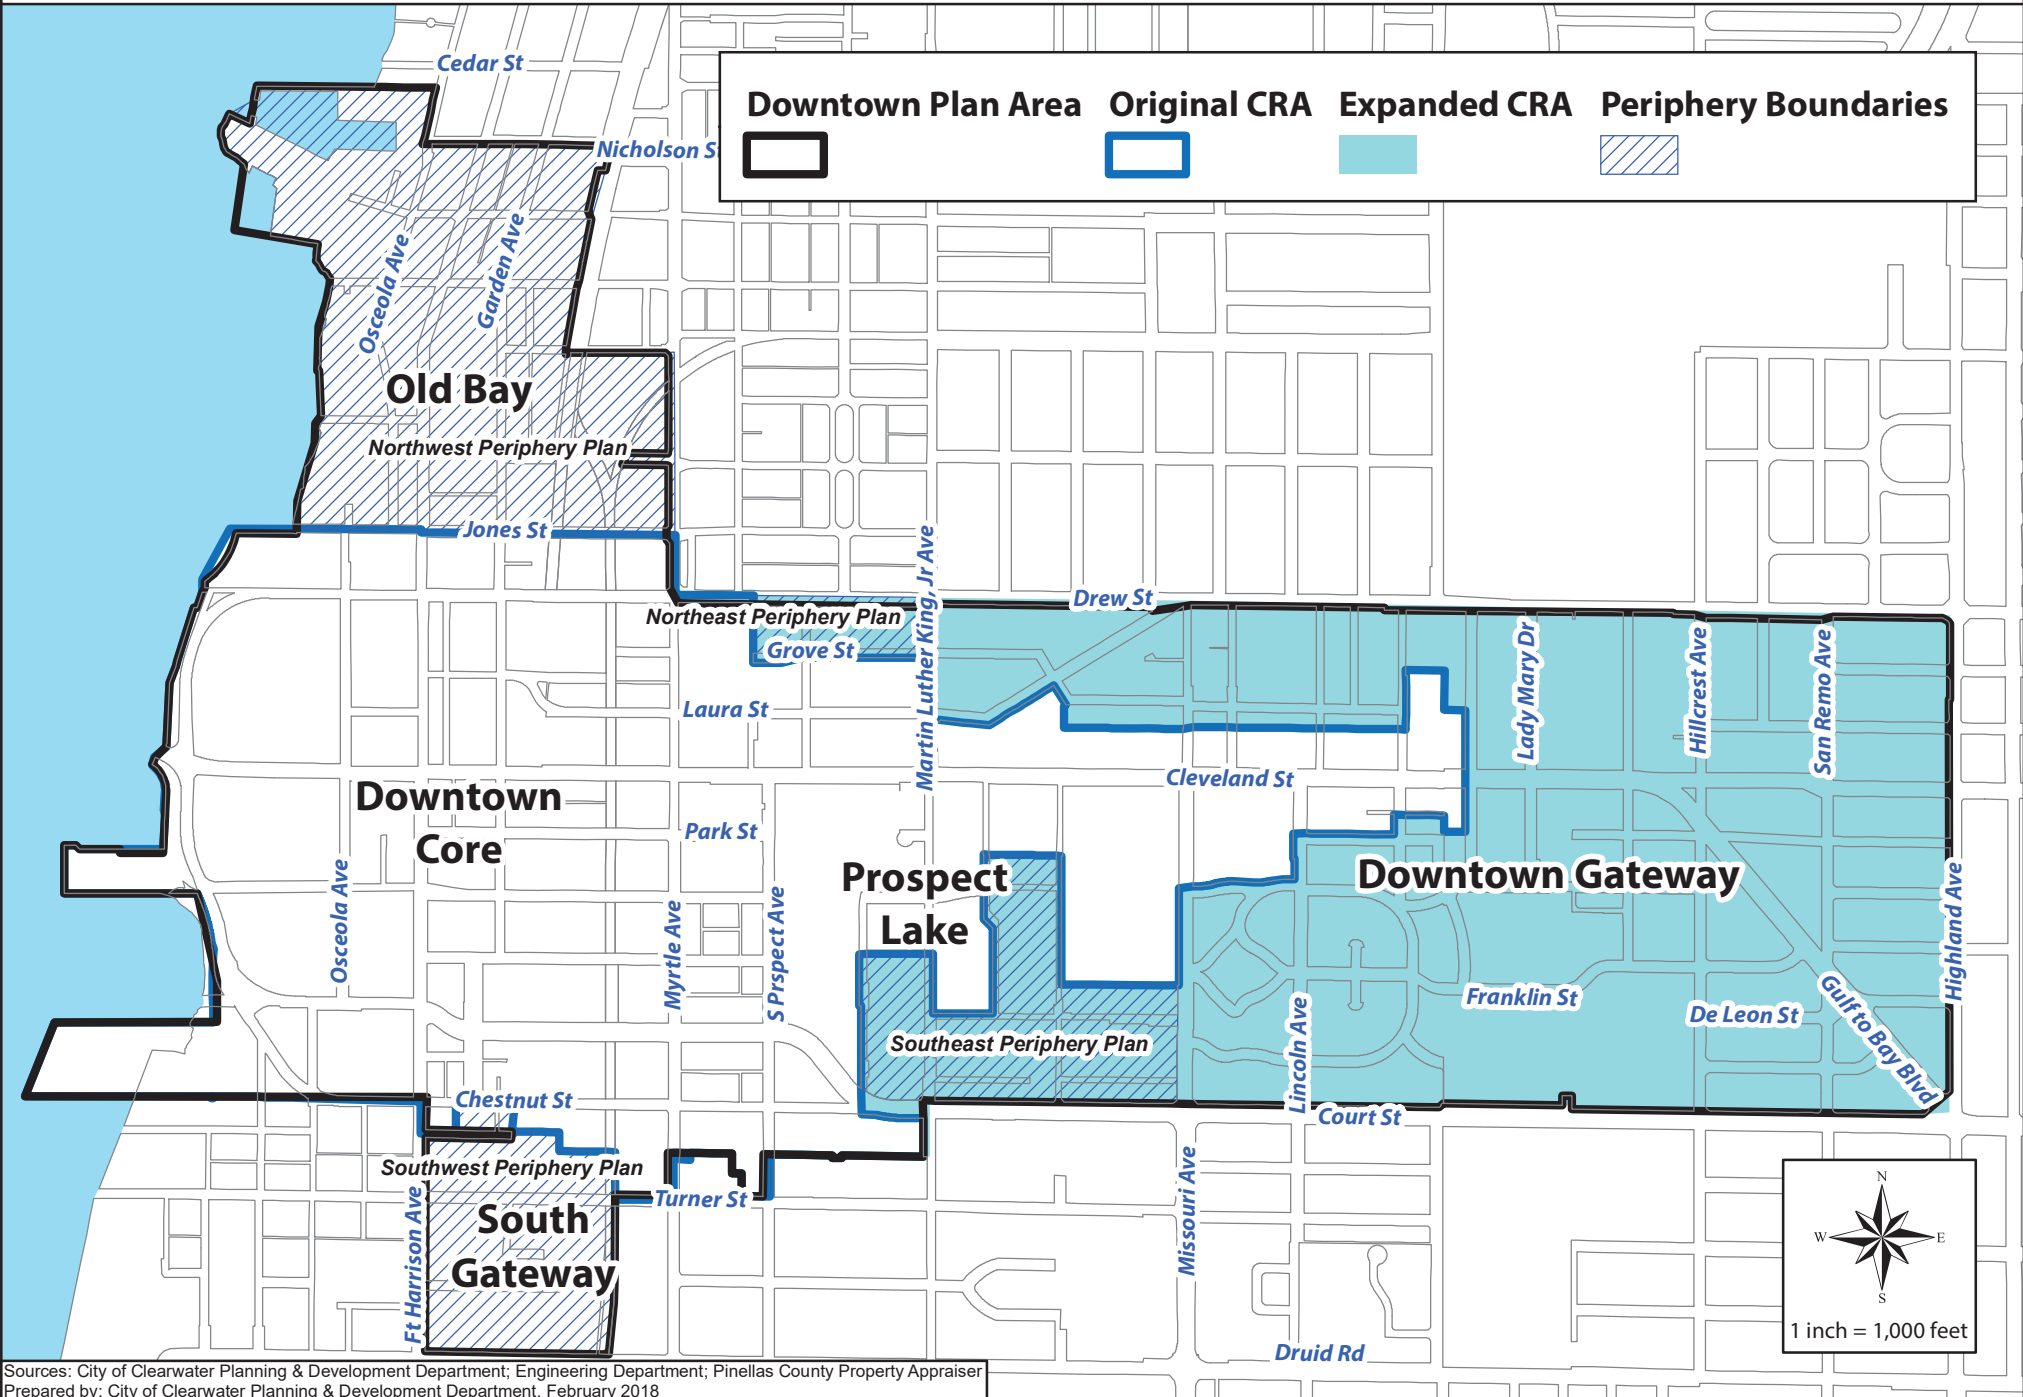 Cedar St
Downtown Plan Area Original CRA Expanded CRA Periphery Boundaries
Nicholson St
Osceola Ave
Garden Ave
Old Bay
Northwest Periphery Plan
Jones St
Martin Luther King, Jr Ave
Drew St
Northeast Periphery Plan
Grove St
Lady Mary Dr
Hillcrest Ave
San Remo Ave
Laura St
Cleveland St
Downtown
Core
Park St
Prospect
Lake
Downtown Gateway
Osceola Ave
Myrtle Ave
S Prspect Ave
Highland Ave
Franklin St
De Leon St
Gulf to Bay Blvd
Lincoln Ave
Southeast Periphery Plan
Chestnut St
Court St
Southwest Periphery Plan
Turner St
Missouri Ave
Ft Harrison Ave
South
Gateway
N
W E
S
1 inch = 1,000 feet
Druid Rd
Sources: City of Clearwater Planning & Development Department; Engineering Department; Pinellas County Property Appraiser
Prepared by: City of Clearwater Planning & Development Department, February 2018